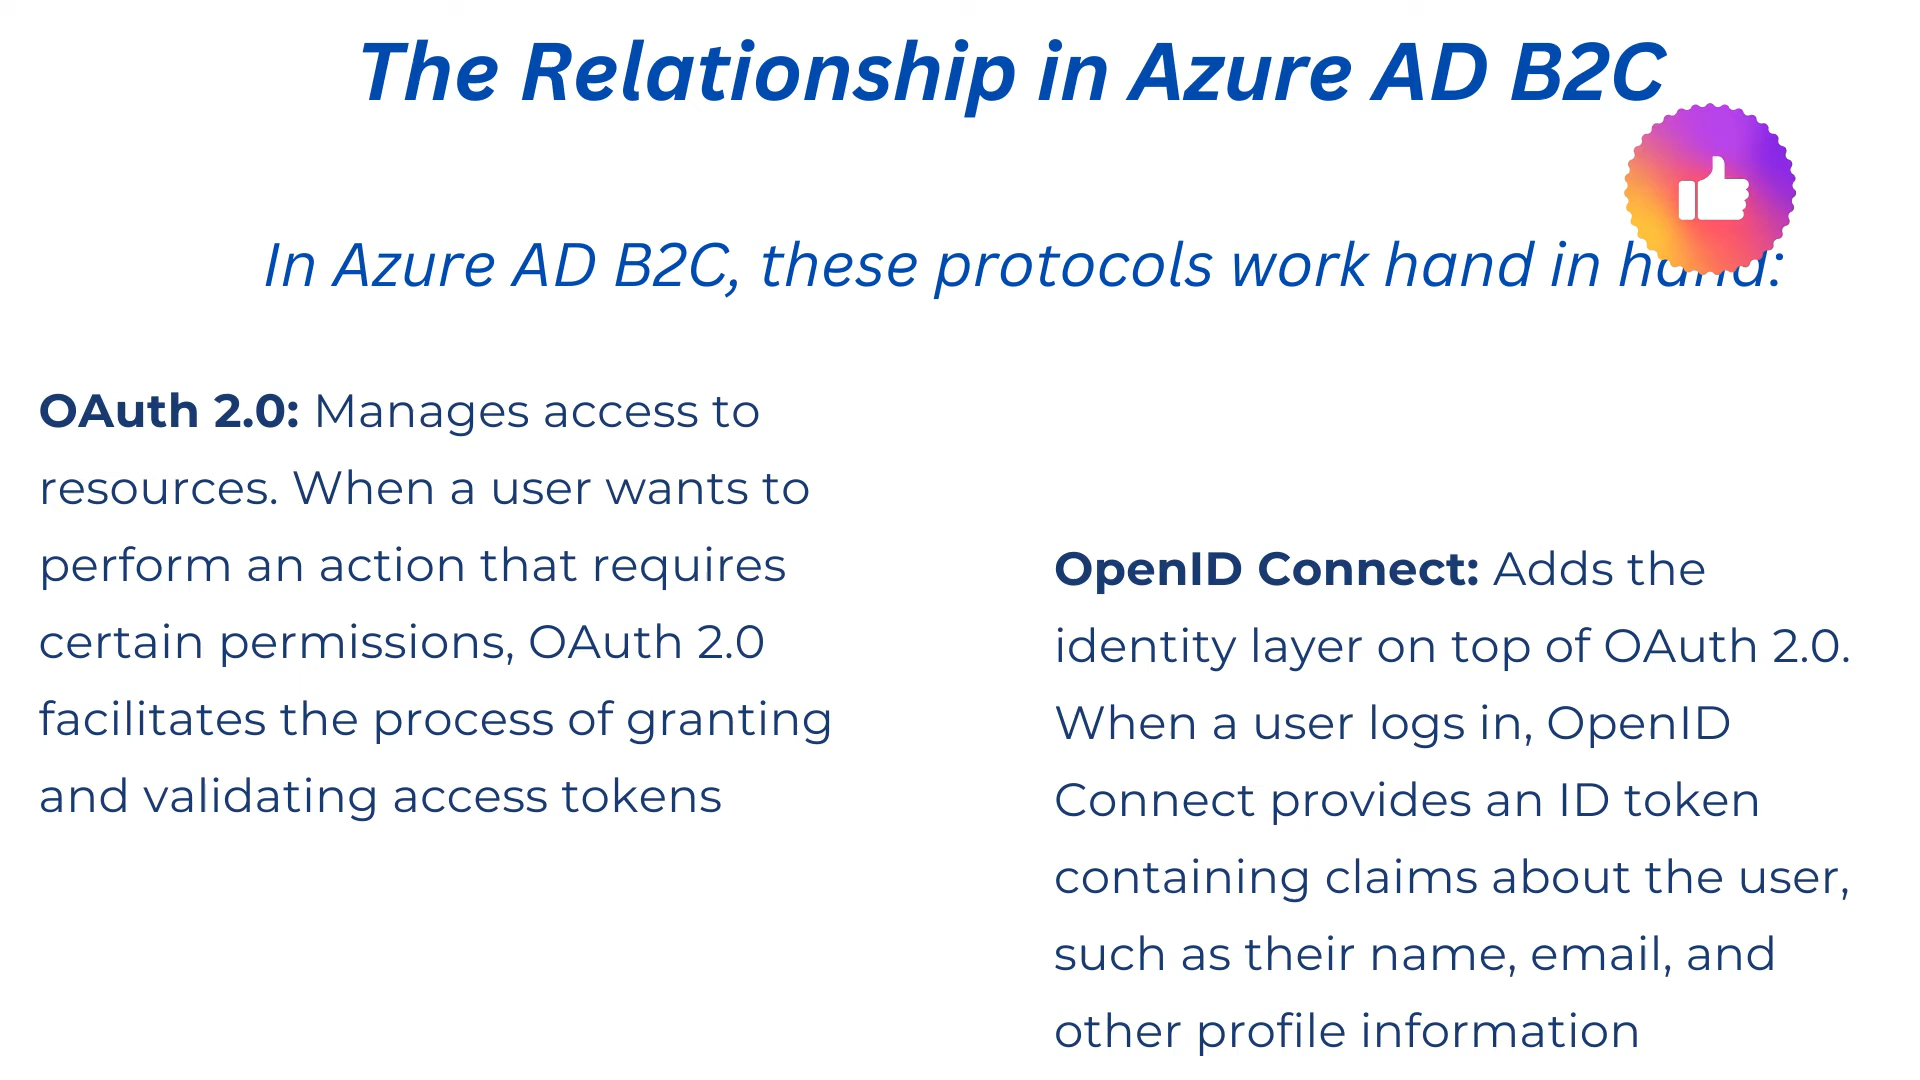 The Relationship in Azure AD B2C
In Azure AD B2C, these protocols work hand in hand:
OAuth 2.0: Manages access to
resources. When a user wants to
perform an action that requires
certain permissions, OAuth 2.0
facilitates the process of granting
and validating access tokens
OpenID Connect: Adds the
identity layer on top of OAuth 2.0.
When a user logs in, OpenID
Connect provides an ID token
containing claims about the user,
such as their name, email, and
other profile information